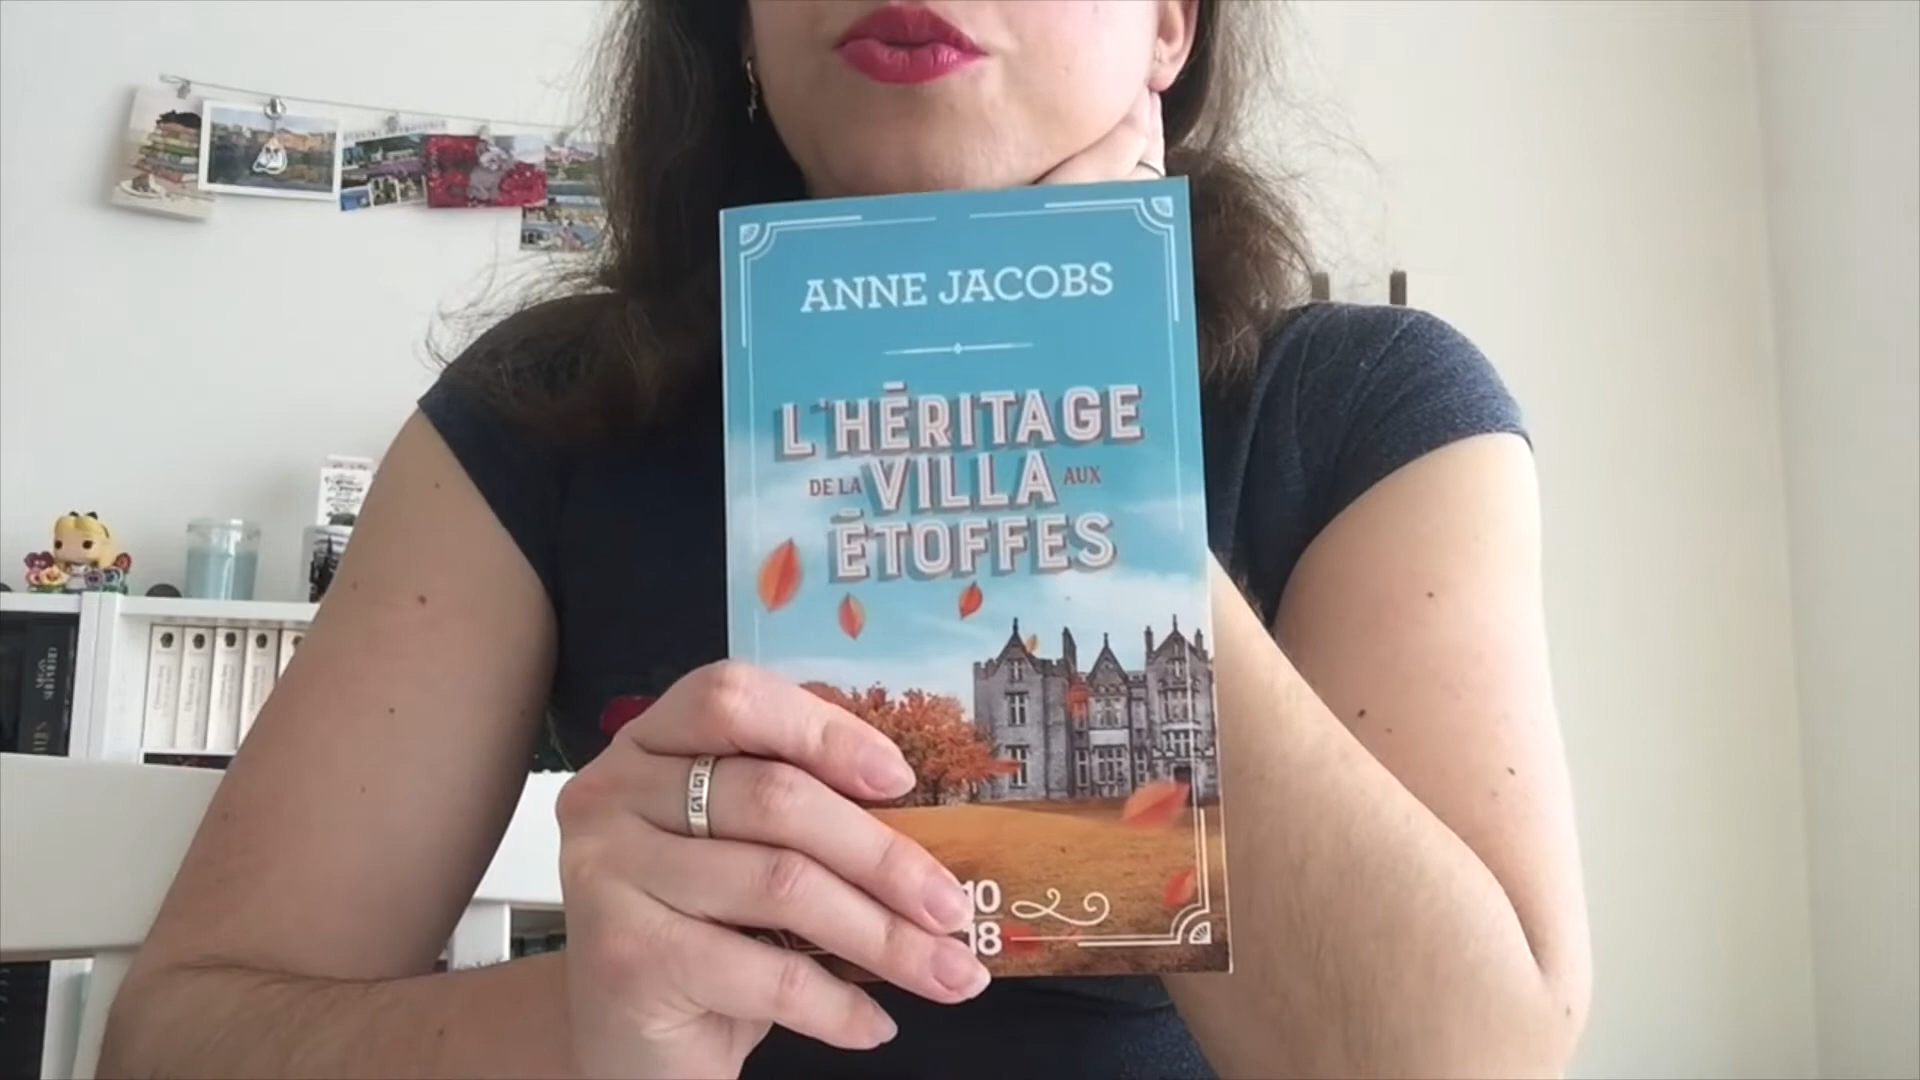 ANNE JACOBS
L'HÉRITAGE
DE LA VILLA AUX
ÉTOFFES
10
18